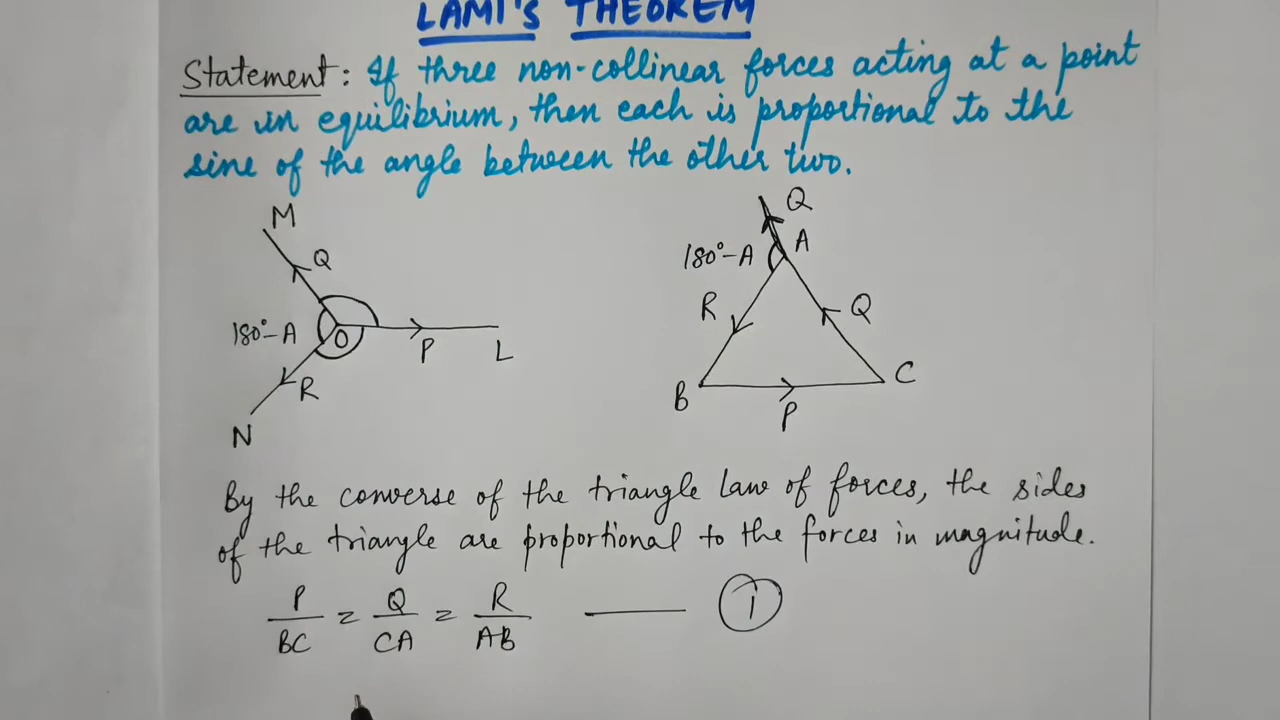 LAMI'S THEOREM
Statement: If three non-collinear forces acting at a point
are in equilibrium, then each is proportional to the
sine of the angle between the other two.
M
Q
180°-A
O
P
L
R
N
Q
A
180°-A
R
Q
B
C
P
By the converse of the triangle law of forces, the sides
of the triangle are proportional to the forces in magnitude.
P/BC = Q/CA = R/AB —— 1